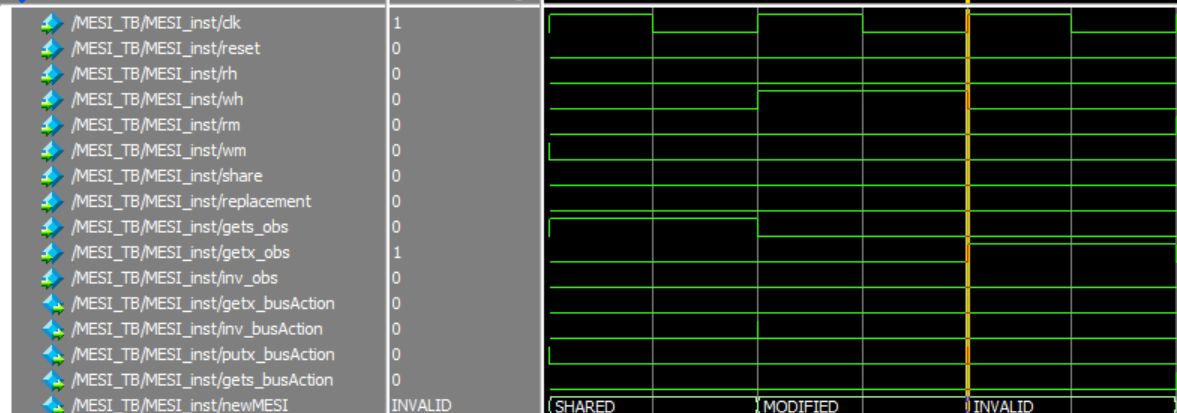 /MESI_TB/MESI_inst/clk 1
/MESI_TB/MESI_inst/reset 0
/MESI_TB/MESI_inst/rh 0
/MESI_TB/MESI_inst/wh 0
/MESI_TB/MESI_inst/rm 0
/MESI_TB/MESI_inst/wm 0
/MESI_TB/MESI_inst/share 0
/MESI_TB/MESI_inst/replacement 0
/MESI_TB/MESI_inst/gets_obs 0
/MESI_TB/MESI_inst/getx_obs 1
/MESI_TB/MESI_inst/inv_obs 0
/MESI_TB/MESI_inst/getx_busAction 0
/MESI_TB/MESI_inst/inv_busAction 0
/MESI_TB/MESI_inst/putx_busAction 0
/MESI_TB/MESI_inst/gets_busAction 0
/MESI_TB/MESI_inst/newMESI INVALID SHARED MODIFIED INVALID